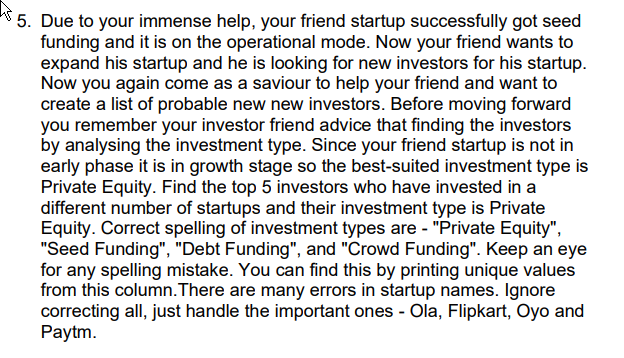 5. Due to your immense help, your friend startup successfully got seed
funding and it is on the operational mode. Now your friend wants to
expand his startup and he is looking for new investors for his startup.
Now you again come as a saviour to help your friend and want to
create a list of probable new new investors. Before moving forward
you remember your investor friend advice that finding the investors
by analysing the investment type. Since your friend startup is not in
early phase it is in growth stage so the best-suited investment type is
Private Equity. Find the top 5 investors who have invested in a
different number of startups and their investment type is Private
Equity. Correct spelling of investment types are - "Private Equity",
"Seed Funding", "Debt Funding", and "Crowd Funding". Keep an eye
for any spelling mistake. You can find this by printing unique values
from this column.There are many errors in startup names. Ignore
correcting all, just handle the important ones - Ola, Flipkart, Oyo and
Paytm.